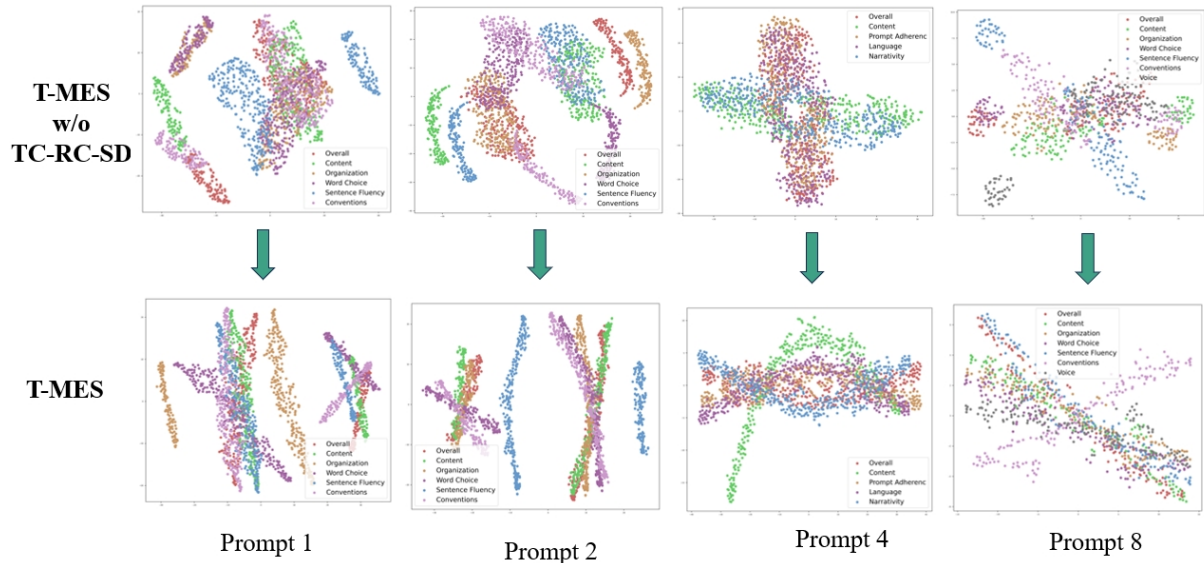 T-MES
w/o
TC-RC-SD
Overall
Content
Organization
Word Choice
Sentence Fluency
Conventions
Overall
Content
Organization
Word Choice
Sentence Fluency
Conventions
Overall
Content
Prompt Adherenc
Language
Narrativity
Overall
Content
Organization
Word Choice
Sentence Fluency
Conventions
Voice
T-MES
Overall
Content
Organization
Word Choice
Sentence Fluency
Conventions
Overall
Content
Organization
Word Choice
Sentence Fluency
Conventions
Overall
Content
Prompt Adherenc
Language
Narrativity
Overall
Content
Organization
Word Choice
Sentence Fluency
Conventions
Voice
Prompt 1
Prompt 2
Prompt 4
Prompt 8